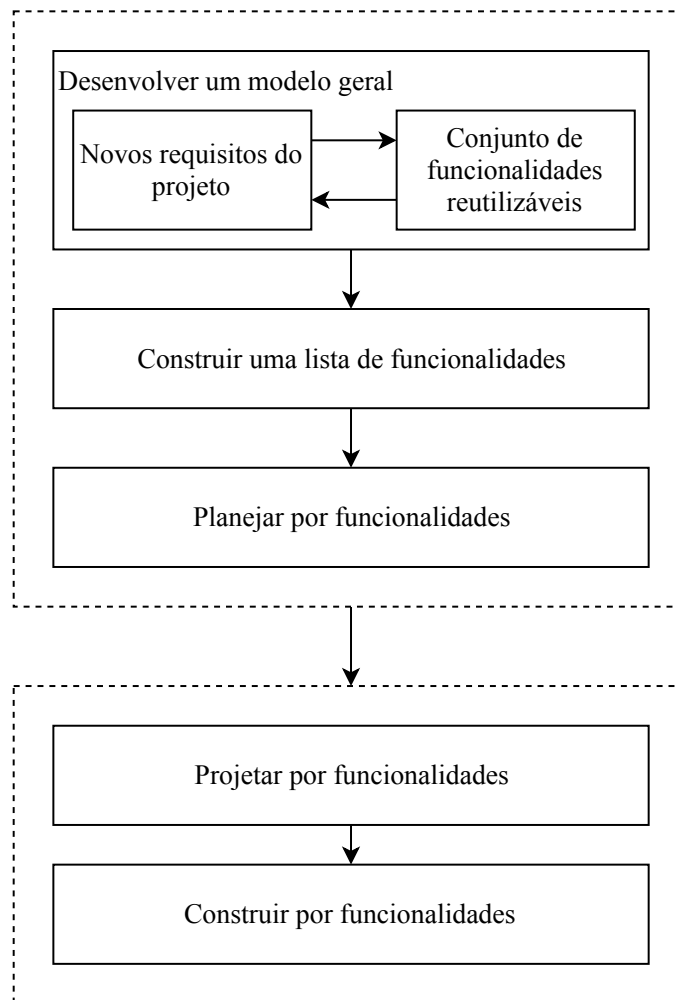 Desenvolver um modelo geral
Novos requisitos do
projeto
Conjunto de
funcionalidades
reutilizáveis
Construir uma lista de funcionalidades
Planejar por funcionalidades
Projetar por funcionalidades
Construir por funcionalidades